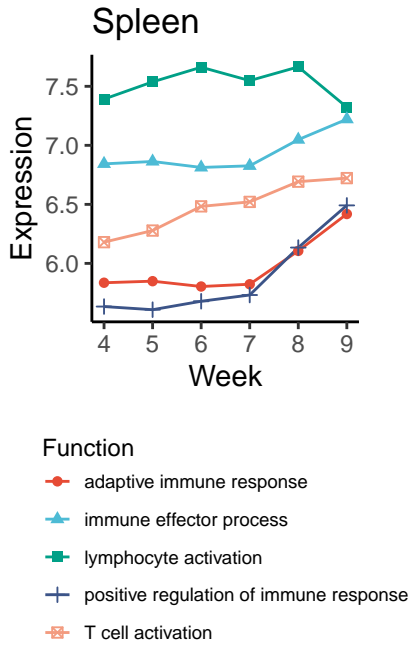 Spleen
Expression
7.5
7.0
6.5
6.0
4 5 6 7 8 9
Week
Function
adaptive immune response
immune effector process
lymphocyte activation
positive regulation of immune response
T cell activation